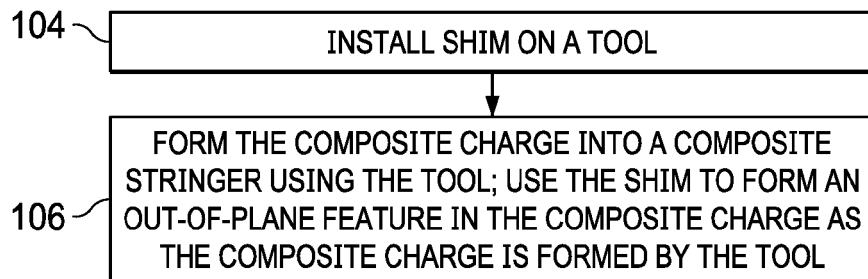 104
INSTALL SHIM ON A TOOL
106
FORM THE COMPOSITE CHARGE INTO A COMPOSITE
STRINGER USING THE TOOL; USE THE SHIM TO FORM AN
OUT-OF-PLANE FEATURE IN THE COMPOSITE CHARGE AS
THE COMPOSITE CHARGE IS FORMED BY THE TOOL